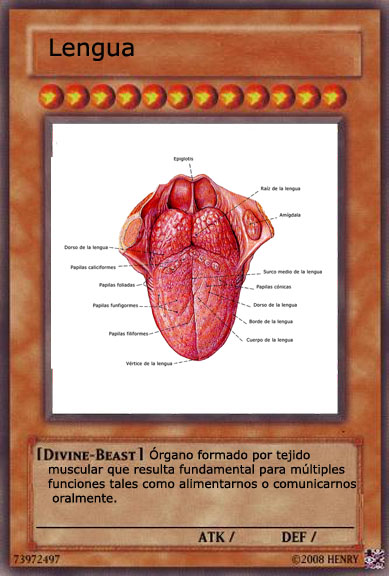 Lengua
Epiglotis
Raíz de la lengua
Amígdala
Dorso de la lengua
Papilas caliciformes
Surco medio de la lengua
Papilas foliadas
Papilas cónicas
Papilas funfigormes
Dorso de la lengua
Borde de la lengua
Papilas filiformes
Cuerpo de la lengua
Vértice de la lengua
[DIVINE-BEAST] Órgano formado por tejido
muscular que resulta fundamental para múltiples
funciones tales como alimentarnos o comunicarnos
oralmente.
ATK / DEF /
73972497 ©2008 HENRY